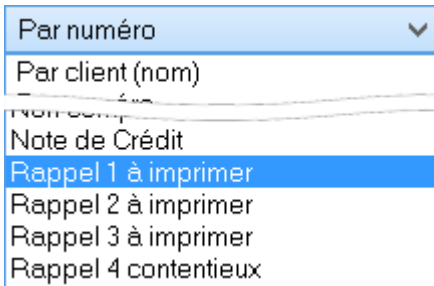 Par numéro
Par client (nom)
Note de Crédit
Rappel 1 à imprimer
Rappel 2 à imprimer
Rappel 3 à imprimer
Rappel 4 contentieux